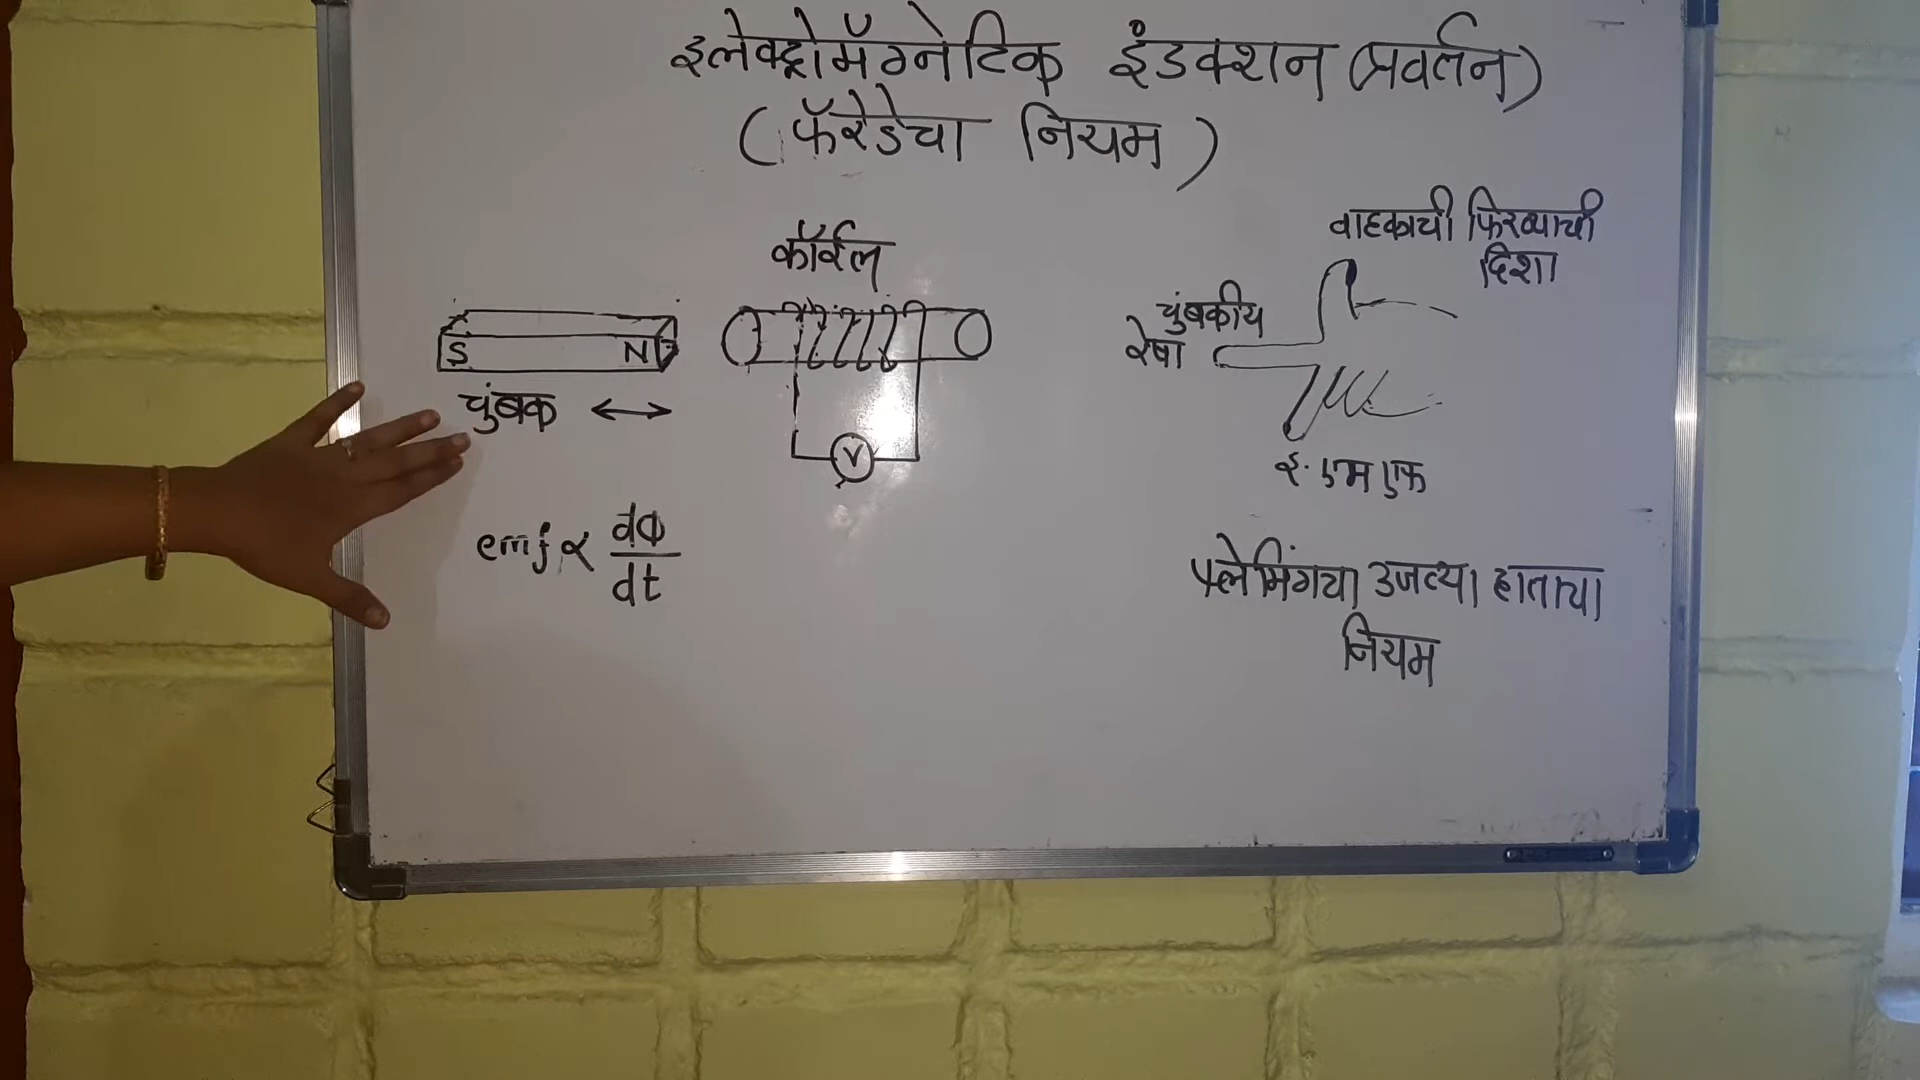 इलेक्ट्रोमॅग्नेटिक इंडक्शन (प्रवर्तन)
(फॅरेडेचा नियम)
कॉईल
S N
चुंबक ↔
V
emf ∝ dΦ/dt
वाहकाची फिरण्याची
दिशा
चुंबकीय
रेषा
ई. एम एफ
फ्लेमिंगचा उजव्या हाताचा
नियम